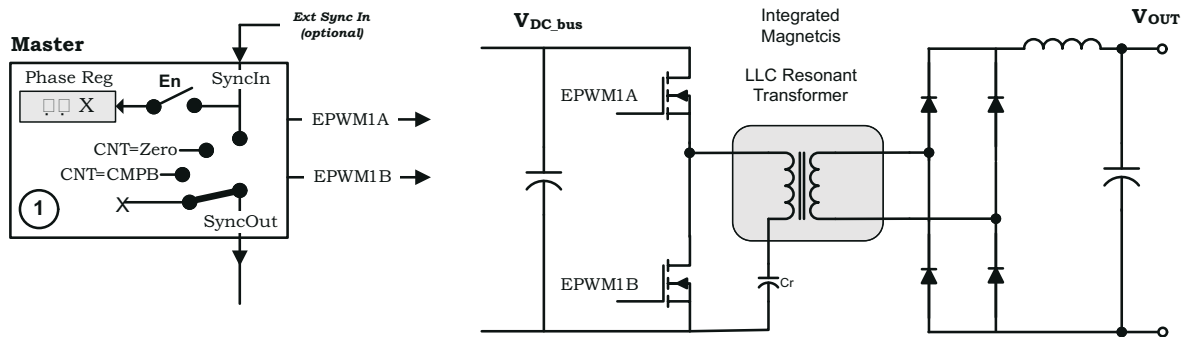 Ext Sync In
(optional)
Master
Phase Reg
En
SyncIn
X
CNT=Zero
CNT=CMPB
X
1
SyncOut
EPWM1A
EPWM1B
VDC_bus
EPWM1A
EPWM1B
Integrated
Magnetcis
LLC Resonant
Transformer
Cr
VOUT